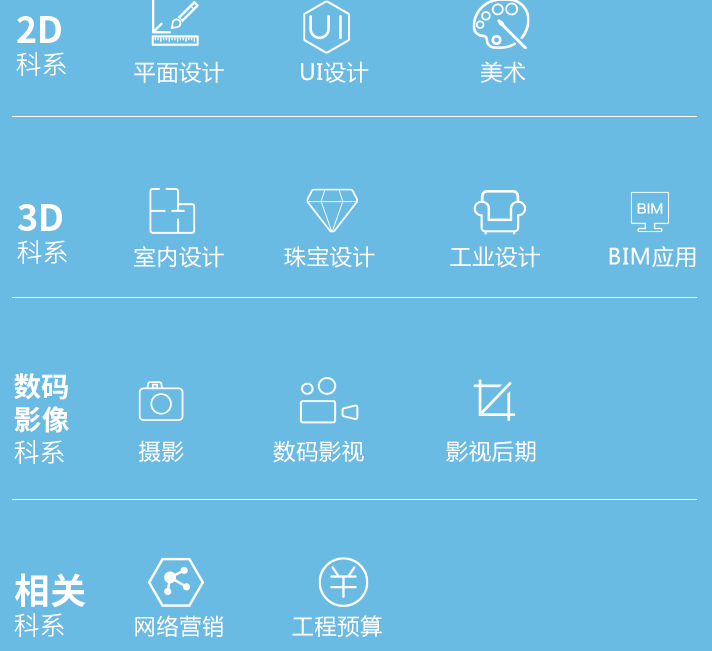 2D
科系
UI
平面设计
UI设计
美术
3D
科系
BIM
室内设计
珠宝设计
工业设计
BIM应用
数码
影像
科系
摄影
数码影视
影视后期
相关
科系
网络营销
工程预算